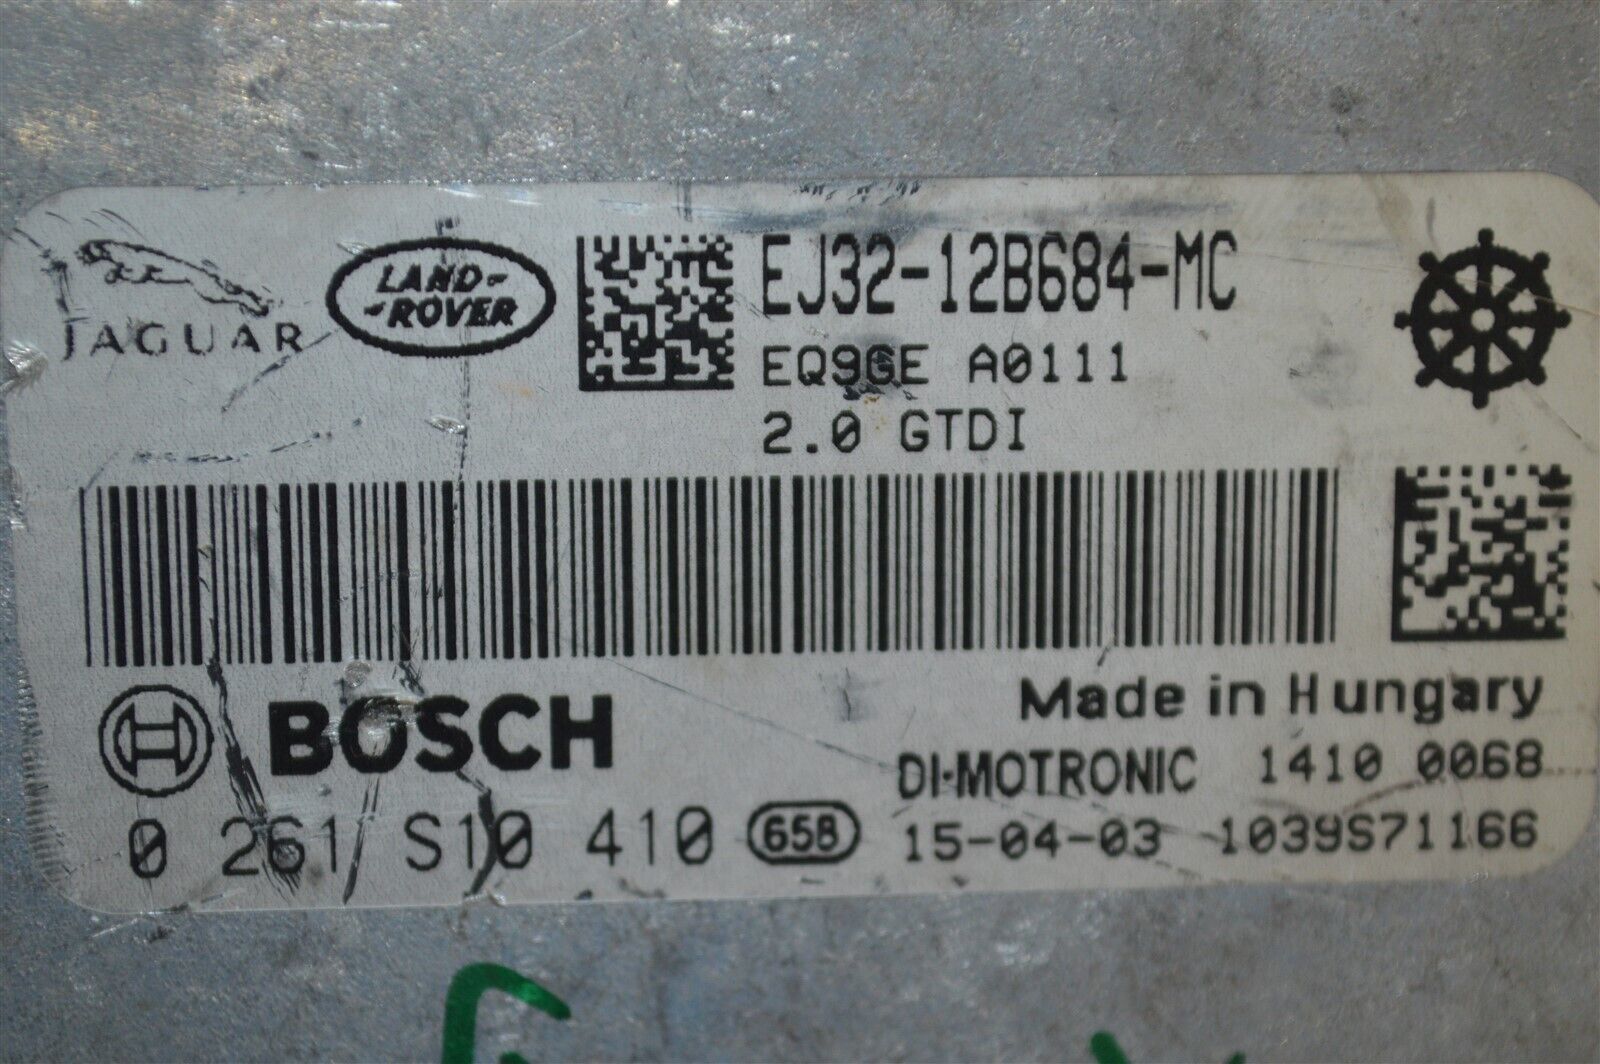 JAGUAR
LAND-
-ROVER
EJ32-12B684-MC
EQ9GE A0111
2.0 GTDI
BOSCH
Made in Hungary
DI·MOTRONIC 1410 0068
0 261 S10 410 658 15-04-03 1039S71166